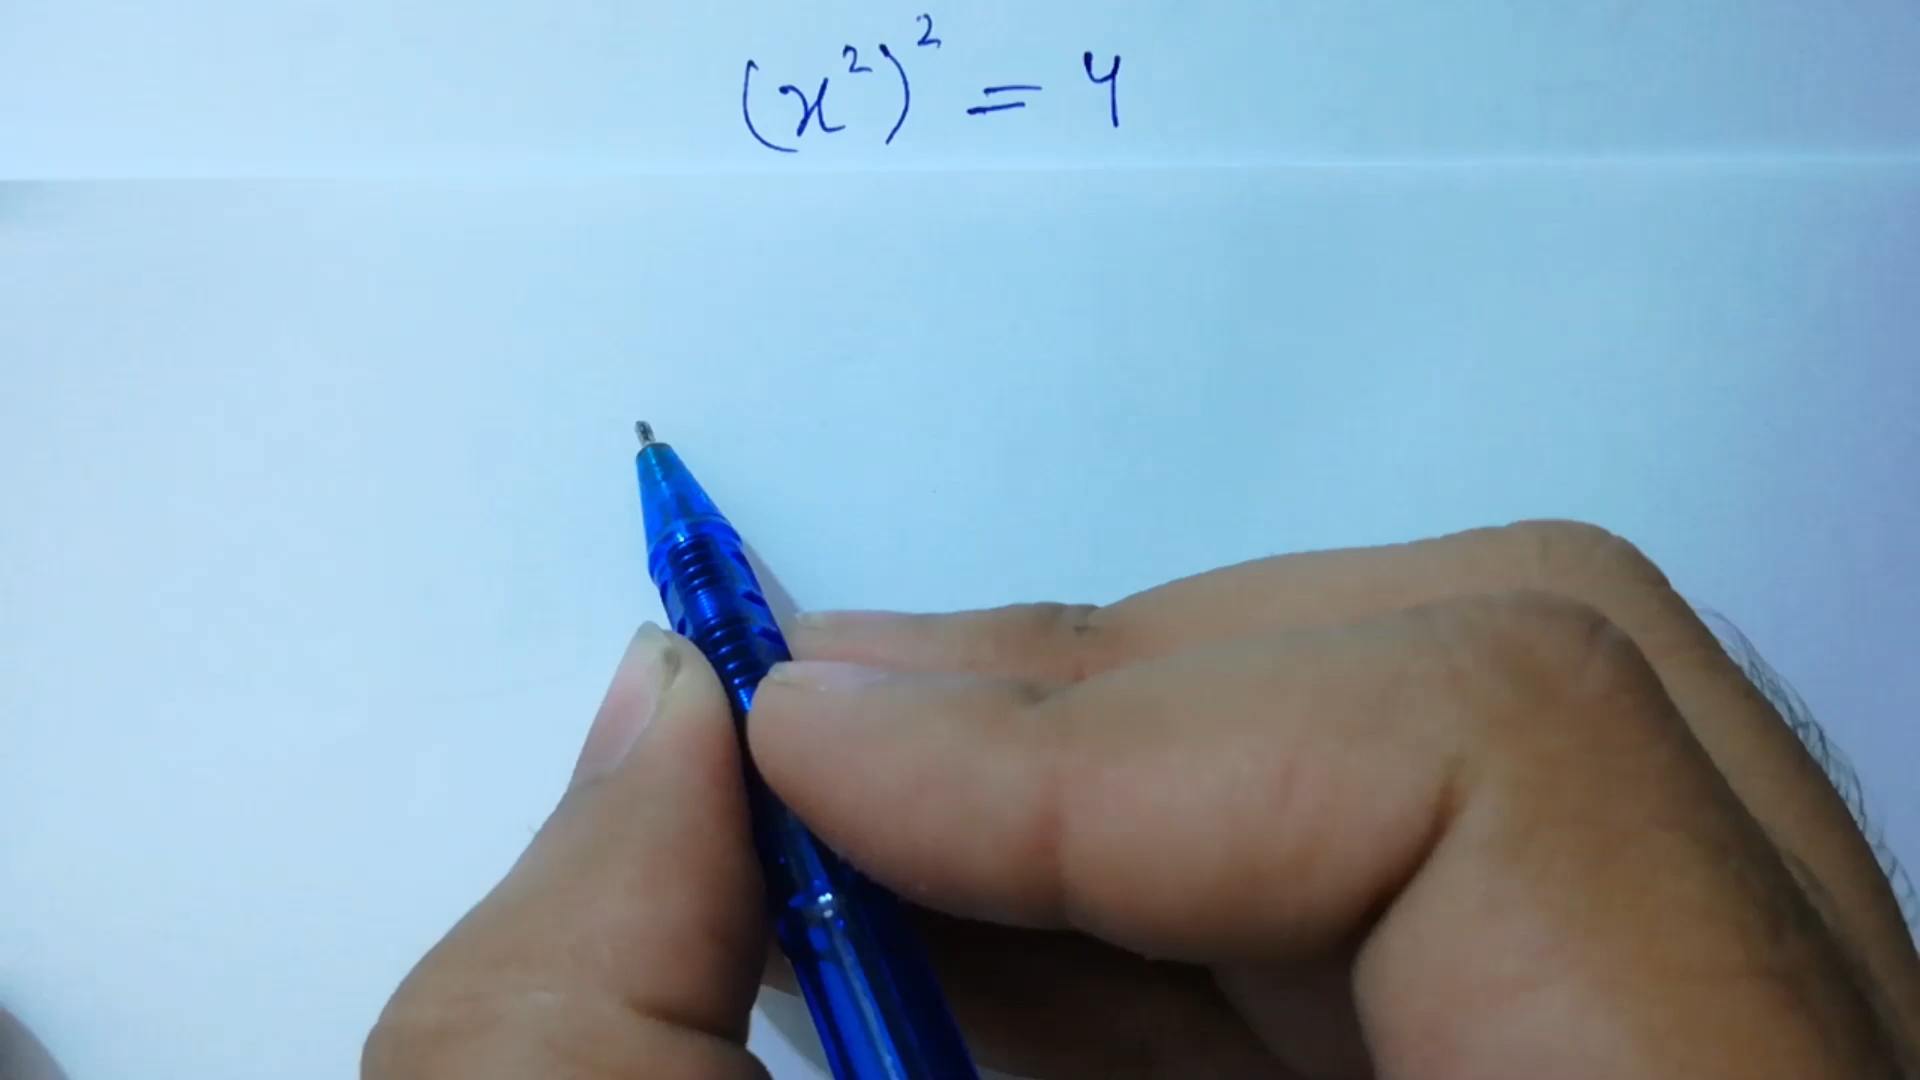 (x²)² = 4